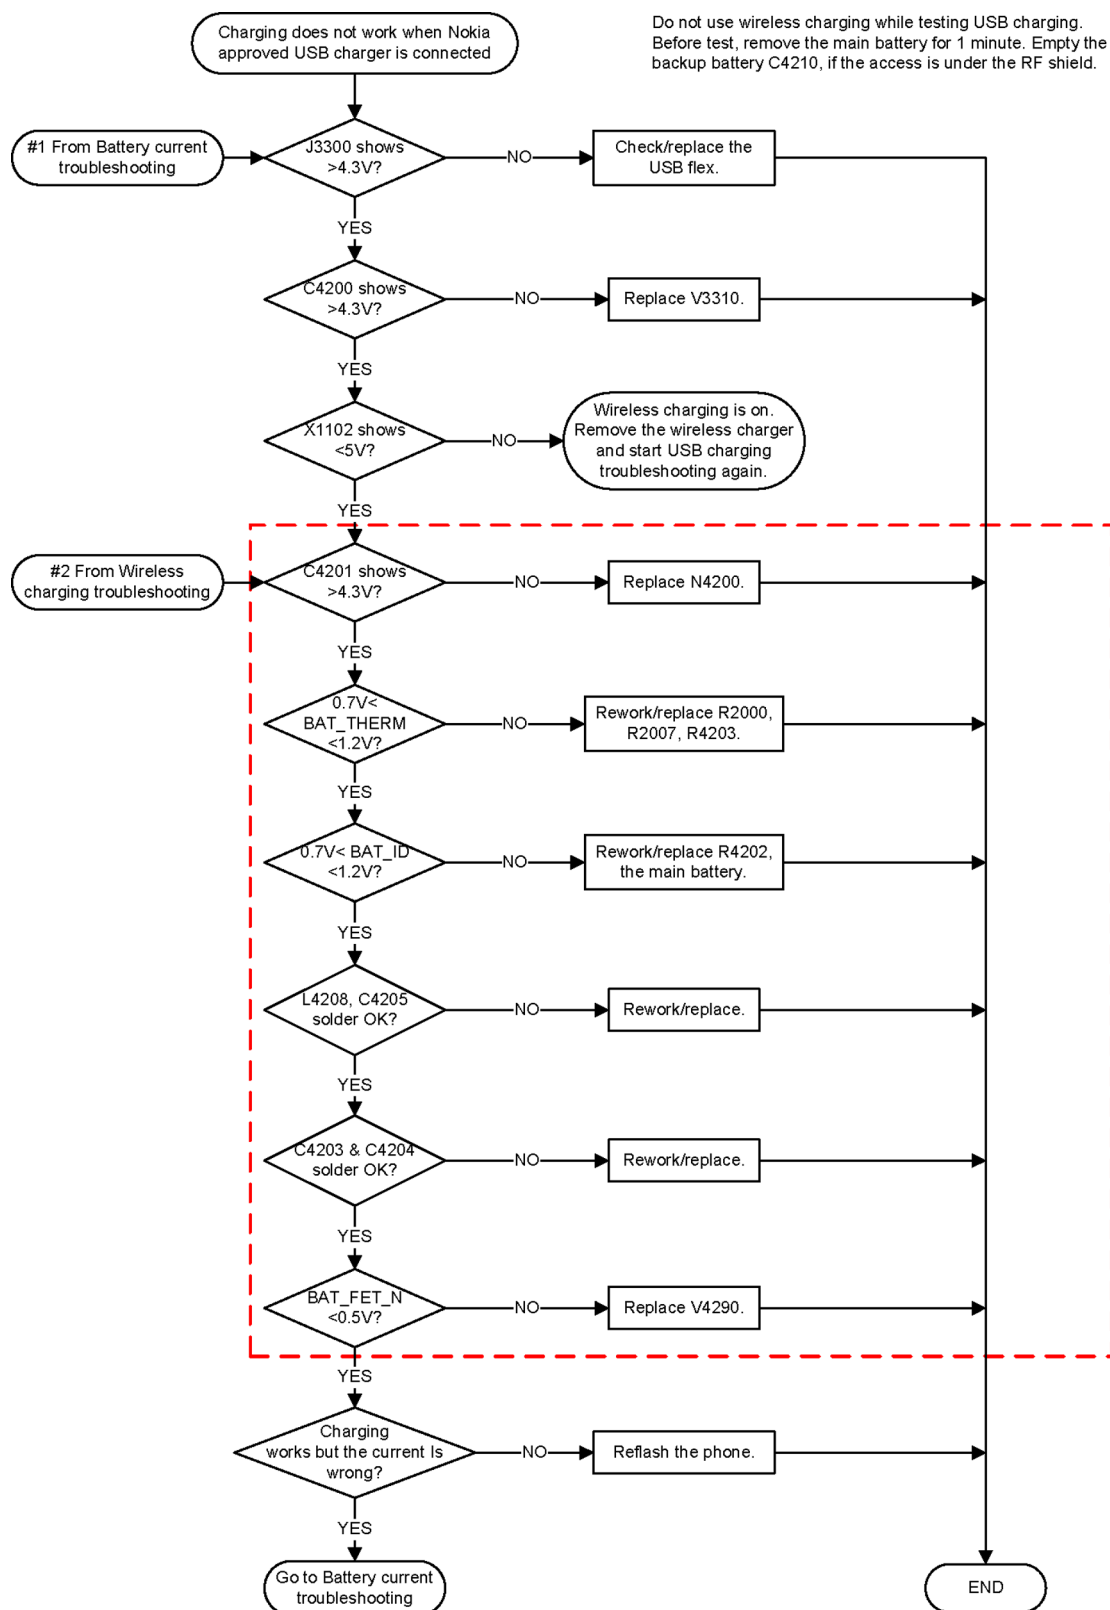 Charging does not work when Nokia
approved USB charger is connected
Do not use wireless charging while testing USB charging.
Before test, remove the main battery for 1 minute. Empty the
backup battery C4210, if the access is under the RF shield.
#1 From Battery current
troubleshooting
J3300 shows
>4.3V?
NO
Check/replace the
USB flex.
YES
C4200 shows
>4.3V?
NO
Replace V3310.
YES
X1102 shows
<5V?
NO
Wireless charging is on.
Remove the wireless charger
and start USB charging
troubleshooting again.
YES
#2 From Wireless
charging troubleshooting
C4201 shows
>4.3V?
NO
Replace N4200.
YES
0.7V<
BAT_THERM
<1.2V?
NO
Rework/replace R2000,
R2007, R4203.
YES
0.7V< BAT_ID
<1.2V?
NO
Rework/replace R4202,
the main battery.
YES
L4208, C4205
solder OK?
NO
Rework/replace.
YES
C4203 & C4204
solder OK?
NO
Rework/replace.
YES
BAT_FET_N
<0.5V?
NO
Replace V4290.
YES
Charging
works but the current Is
wrong?
NO
Reflash the phone.
YES
Go to Battery current
troubleshooting
END